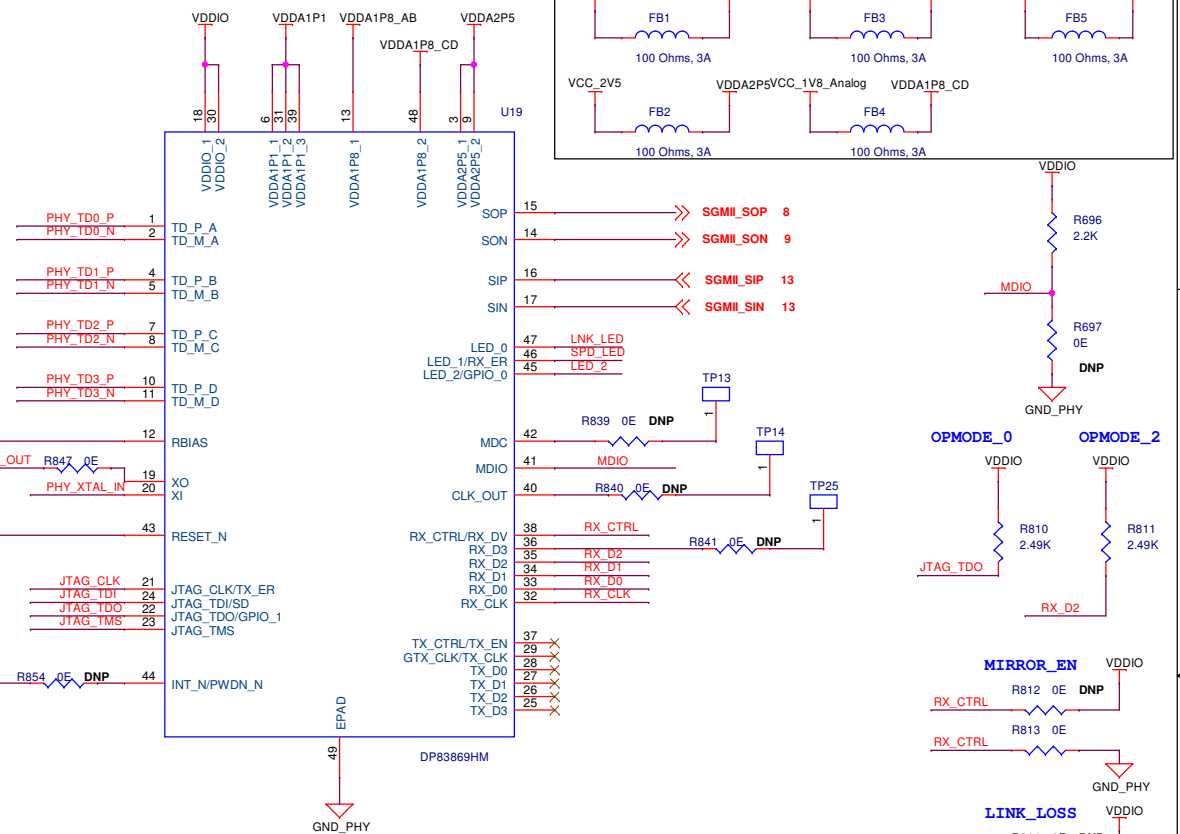 VDDIO
VDDA1P1
VDDA1P8_AB
VDDA2P5
VDDA1P8_CD
FB1
100 Ohms, 3A
FB3
100 Ohms, 3A
FB5
100 Ohms, 3A
VCC_2V5
VDDA2P5
VCC_1V8_Analog
VDDA1P8_CD
FB2
100 Ohms, 3A
FB4
100 Ohms, 3A
18
30
6
31
39
13
48
3
9
U19
VDDIO_1
VDDIO_2
VDDA1P1_1
VDDA1P1_2
VDDA1P1_3
VDDA1P8_1
VDDA1P8_2
VDDA2P5_1
VDDA2P5_2
PHY_TD0_P 1 TD_P_A
PHY_TD0_N 2 TD_M_A
PHY_TD1_P 4 TD_P_B
PHY_TD1_N 5 TD_M_B
PHY_TD2_P 7 TD_P_C
PHY_TD2_N 8 TD_M_C
PHY_TD3_P 10 TD_P_D
PHY_TD3_N 11 TD_M_D
12 RBIAS
_OUT R847 0E 19 XO
PHY_XTAL_IN 20 XI
43 RESET_N
JTAG_CLK 21 JTAG_CLK/TX_ER
JTAG_TDI 24 JTAG_TDI/SD
JTAG_TDO 22 JTAG_TDO/GPIO_1
JTAG_TMS 23 JTAG_TMS
R854 0E DNP 44 INT_N/PWDN_N
SOP 15 SGMII_SOP 8
SON 14 SGMII_SON 9
SIP 16 SGMII_SIP 13
SIN 17 SGMII_SIN 13
LED_0 47 LNK_LED
LED_1/RX_ER 46 SPD_LED
LED_2/GPIO_0 45 LED_2
TP13
1
MDC 42 R839 0E DNP
TP14
1
MDIO 41 MDIO
CLK_OUT 40 R840 0E DNP
TP25
1
RX_CTRL/RX_DV 38 RX_CTRL
RX_D3 36 R841 0E DNP
RX_D2 35 RX_D2
RX_D1 34 RX_D1
RX_D0 33 RX_D0
RX_CLK 32 RX_CLK
TX_CTRL/TX_EN 37
GTX_CLK/TX_CLK 29
TX_D0 28
TX_D1 27
TX_D2 26
TX_D3 25
EPAD
49
DP83869HM
GND_PHY
VDDIO
R696
2.2K
MDIO
R697
0E
DNP
GND_PHY
OPMODE_0
VDDIO
R810
2.49K
JTAG_TDO
OPMODE_2
VDDIO
R811
2.49K
RX_D2
MIRROR_EN
VDDIO
R812 0E DNP
RX_CTRL
R813 0E
RX_CTRL
GND_PHY
LINK_LOSS
VDDIO